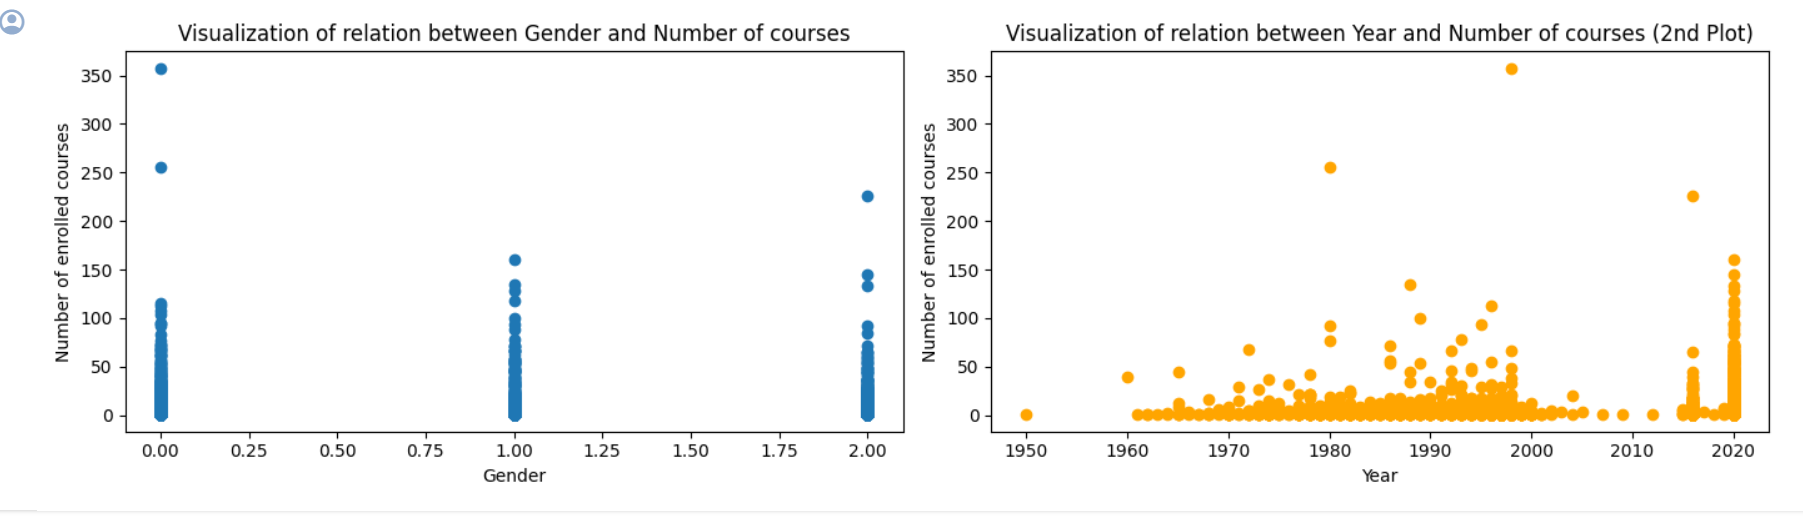 Visualization of relation between Gender and Number of courses
350
300
250
200
150
100
50
0
Number of enrolled courses
0.00 0.25 0.50 0.75 1.00 1.25 1.50 1.75 2.00
Gender
Visualization of relation between Year and Number of courses (2nd Plot)
350
300
250
200
150
100
50
0
Number of enrolled courses
1950 1960 1970 1980 1990 2000 2010 2020
Year